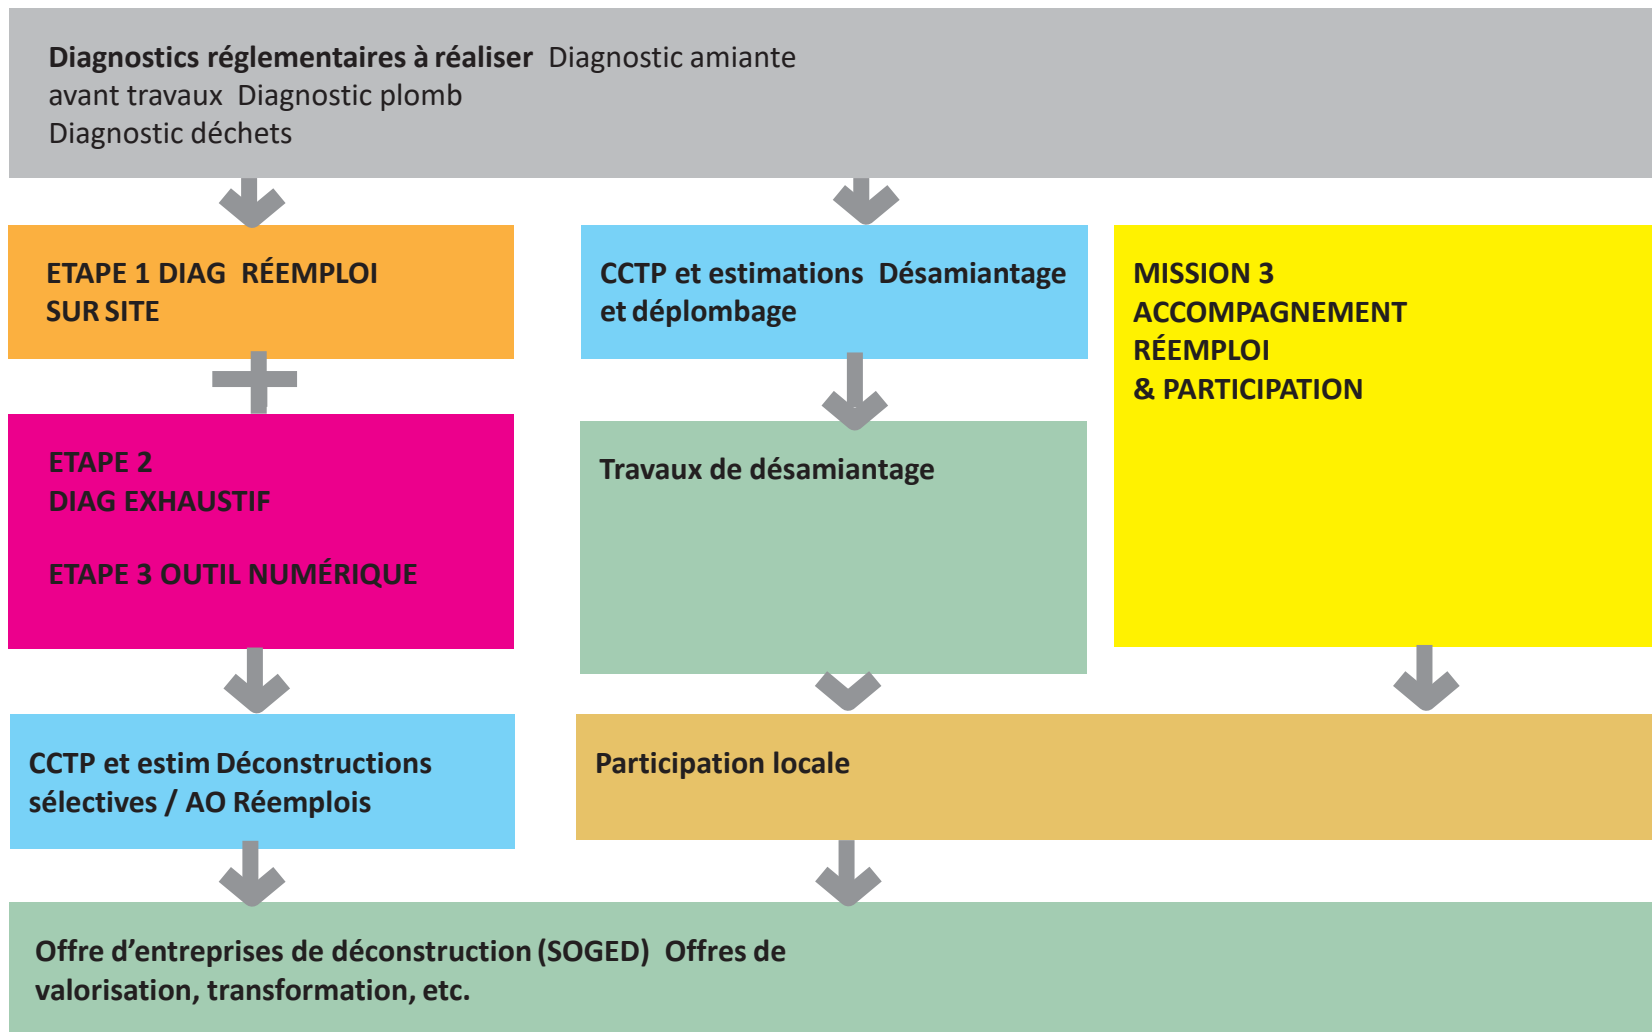 Diagnostics réglementaires à réaliser Diagnostic amiante
avant travaux Diagnostic plomb
Diagnostic déchets
ETAPE 1 DIAG RÉEMPLOI
SUR SITE
ETAPE 2
DIAG EXHAUSTIF
ETAPE 3 OUTIL NUMÉRIQUE
CCTP et estim Déconstructions
sélectives / AO Réemplois
CCTP et estimations Désamiantage
et déplombage
Travaux de désamiantage
MISSION 3
ACCOMPAGNEMENT
RÉEMPLOI
& PARTICIPATION
Participation locale
Offre d’entreprises de déconstruction (SOGED) Offres de
valorisation, transformation, etc.